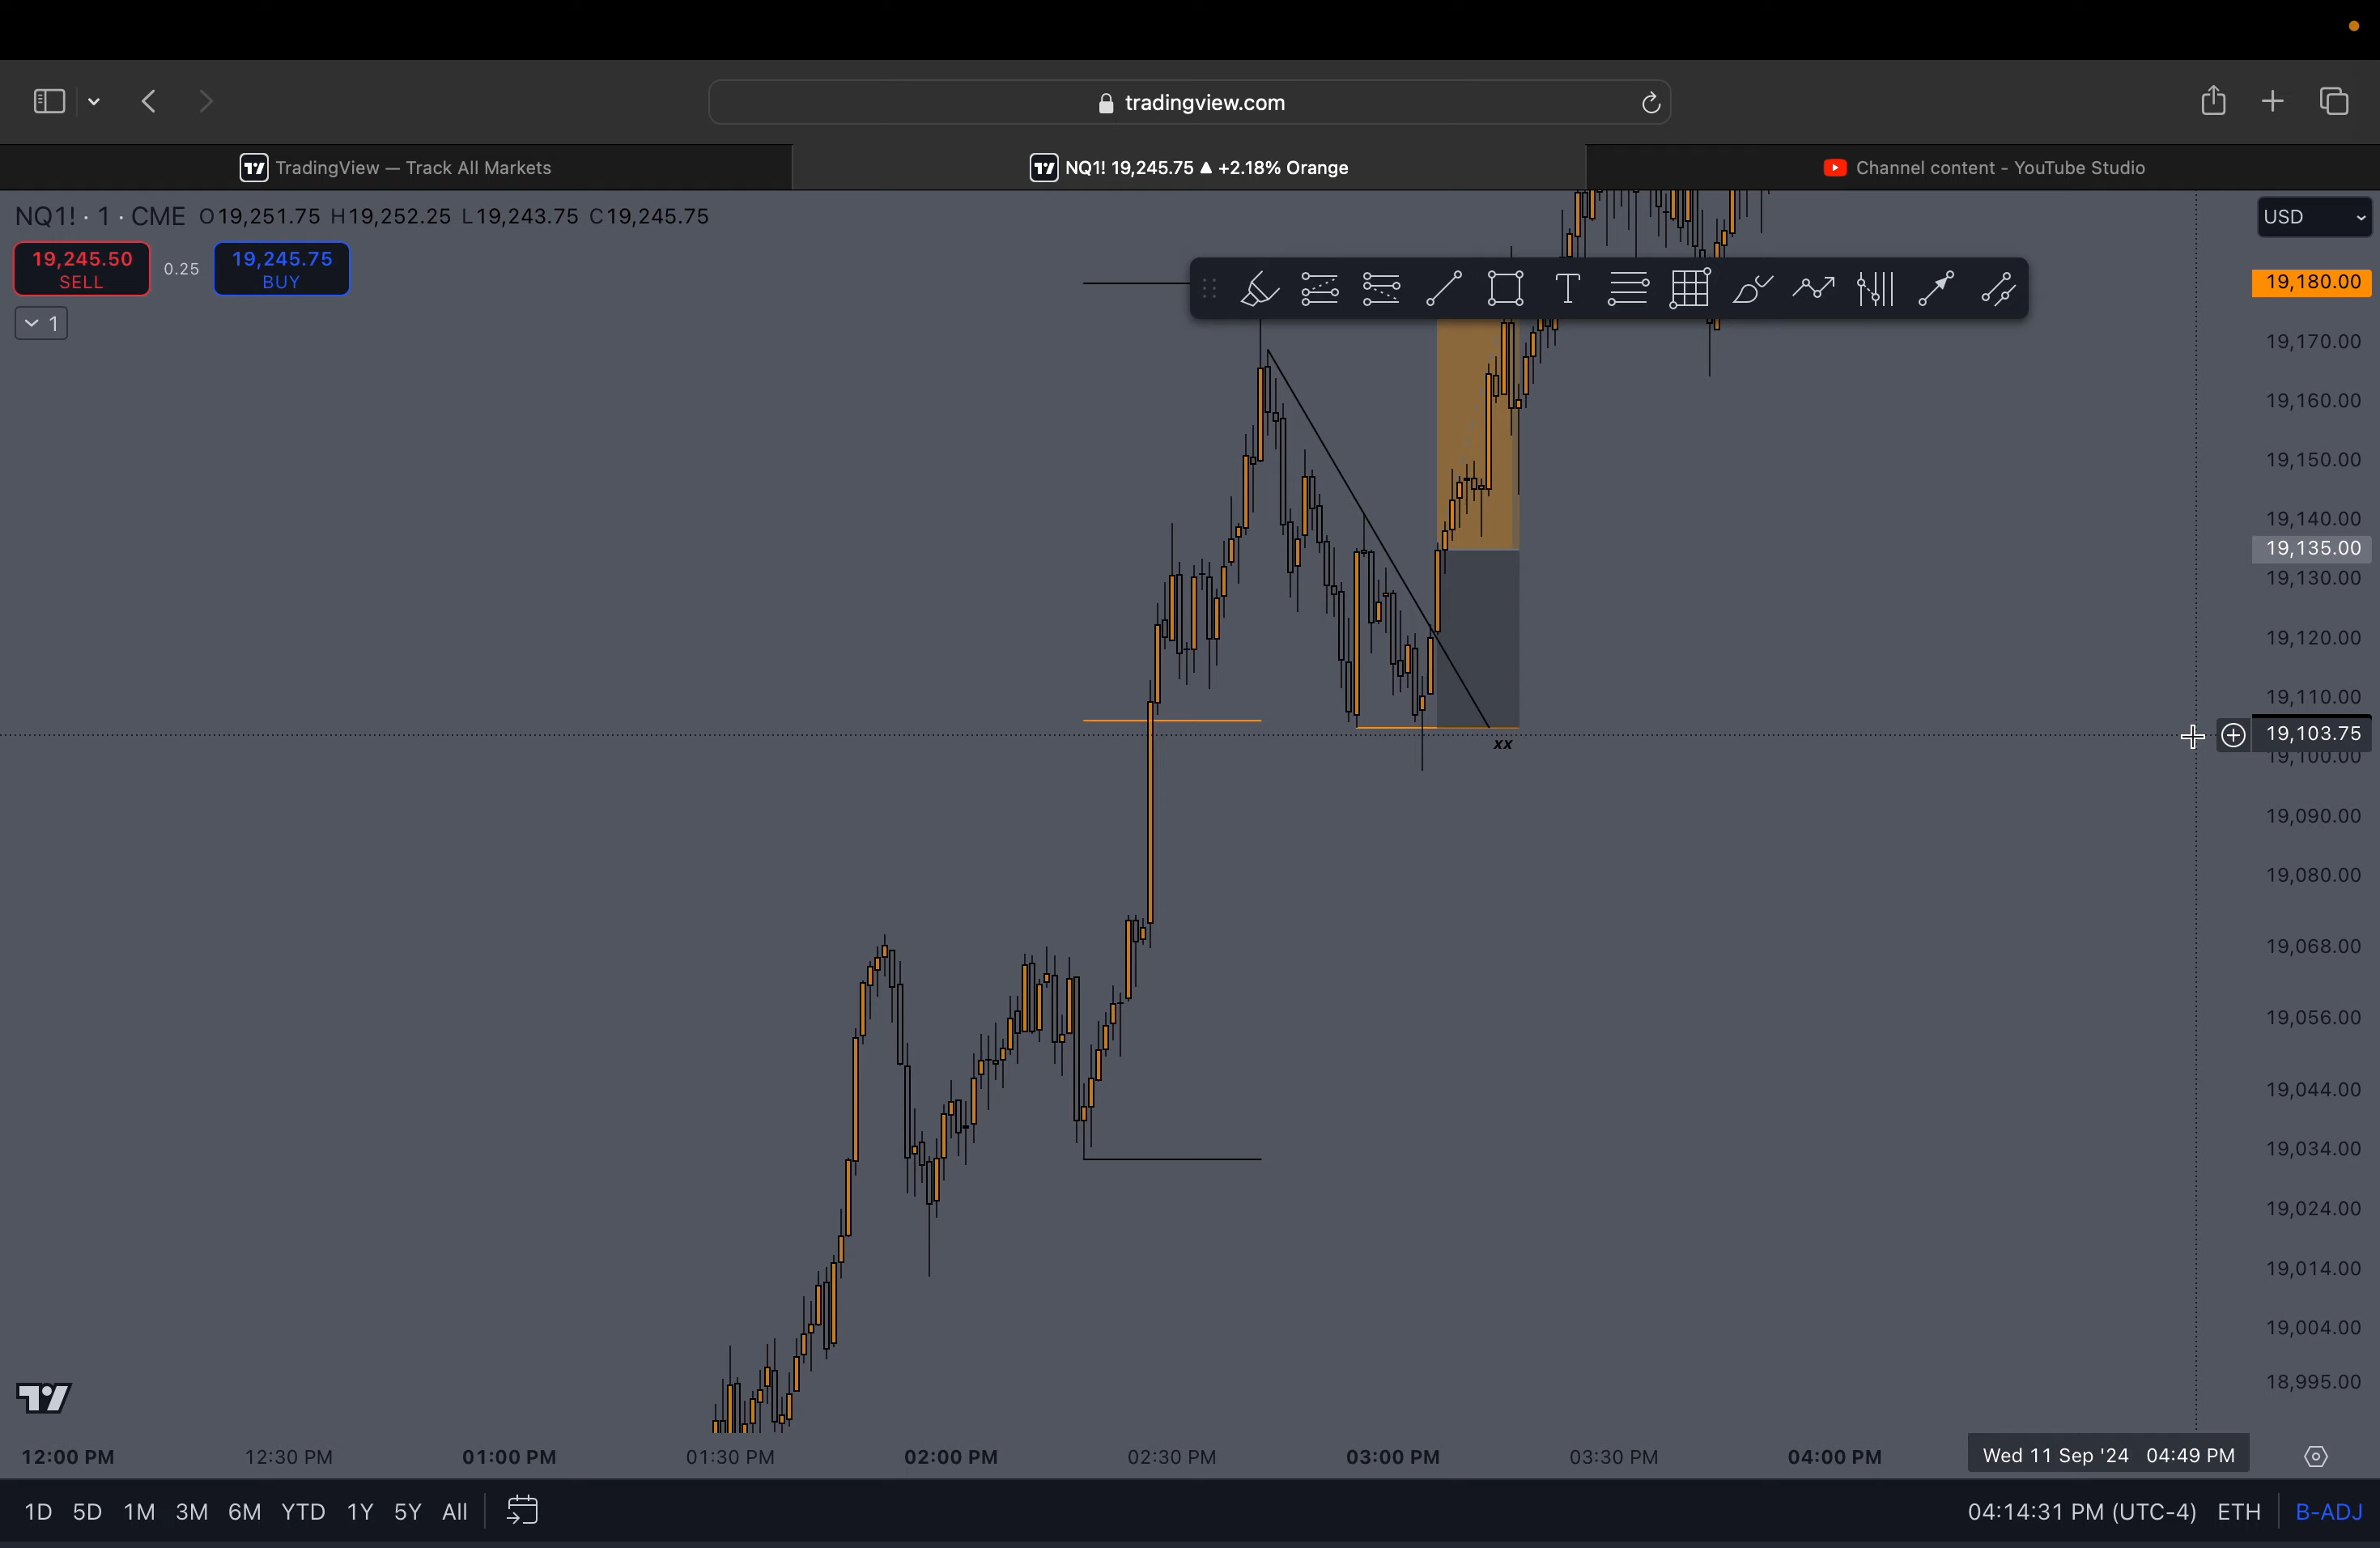 tradingview.com
TradingView — Track All Markets
NQ1! 19,245.75 ▲ +2.18% Orange
Channel content - YouTube Studio
NQ1! · 1 · CME O19,251.75 H19,252.25 L19,243.75 C19,245.75
USD
19,245.50
SELL
0.25
19,245.75
BUY
1
19,180.00
19,170.00
19,160.00
19,150.00
19,140.00
19,135.00
19,130.00
19,120.00
19,110.00
19,103.75
19,100.00
xx
19,090.00
19,080.00
19,068.00
19,056.00
19,044.00
19,034.00
19,024.00
19,014.00
19,004.00
18,995.00
12:00 PM 12:30 PM 01:00 PM 01:30 PM 02:00 PM 02:30 PM 03:00 PM 03:30 PM 04:00 PM Wed 11 Sep '24 04:49 PM
1D 5D 1M 3M 6M YTD 1Y 5Y All 04:14:31 PM (UTC-4) ETH B-ADJ